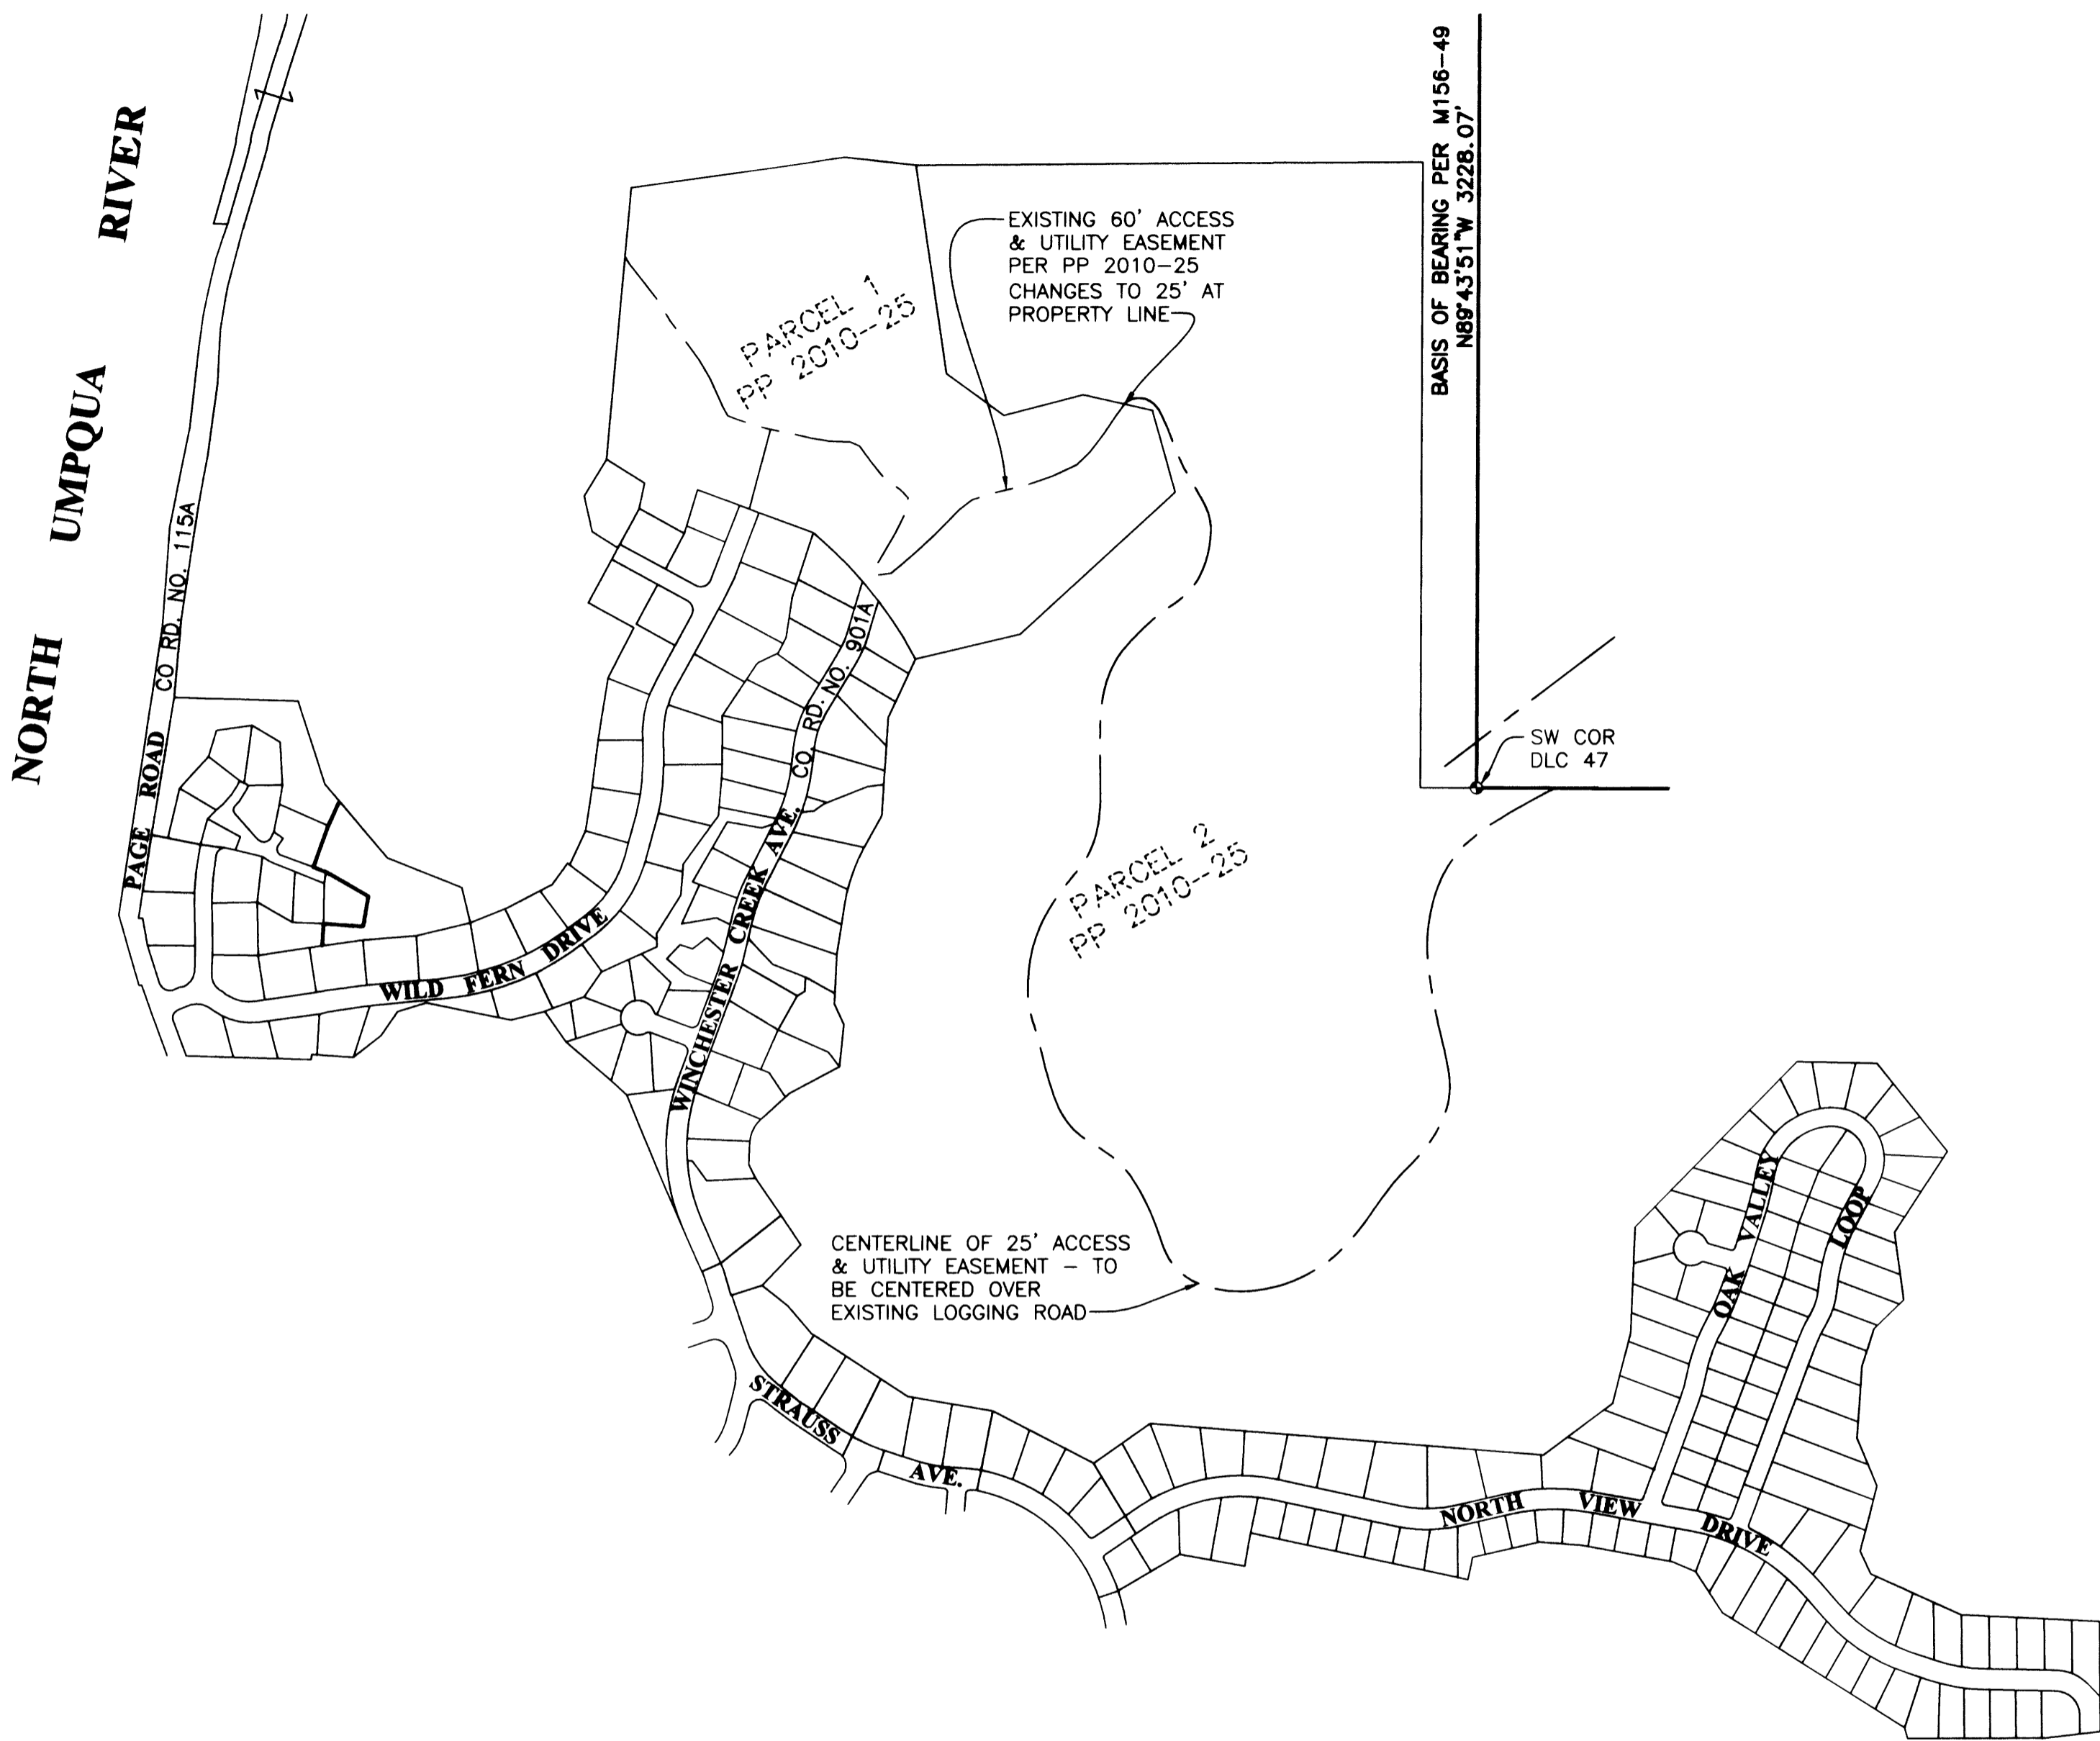 NORTH UMPQUA RIVER
PAGE ROAD CO RD. NO. 115A
BASIS OF BEARING PER M156-49
N89°43'51"W 3228.07'
EXISTING 60' ACCESS
& UTILITY EASEMENT
PER PP 2010-25
CHANGES TO 25' AT
PROPERTY LINE
PARCEL 1
PP 2010-25
SW COR
DLC 47
PARCEL 2
PP 2010-25
WILD FERN DRIVE
WINCHESTER CREEK AVE. CO. RD. NO. 901A
CENTERLINE OF 25' ACCESS
& UTILITY EASEMENT - TO
BE CENTERED OVER
EXISTING LOGGING ROAD
OAK VALLEY LOOP
STRAUSS AVE.
NORTH VIEW DRIVE